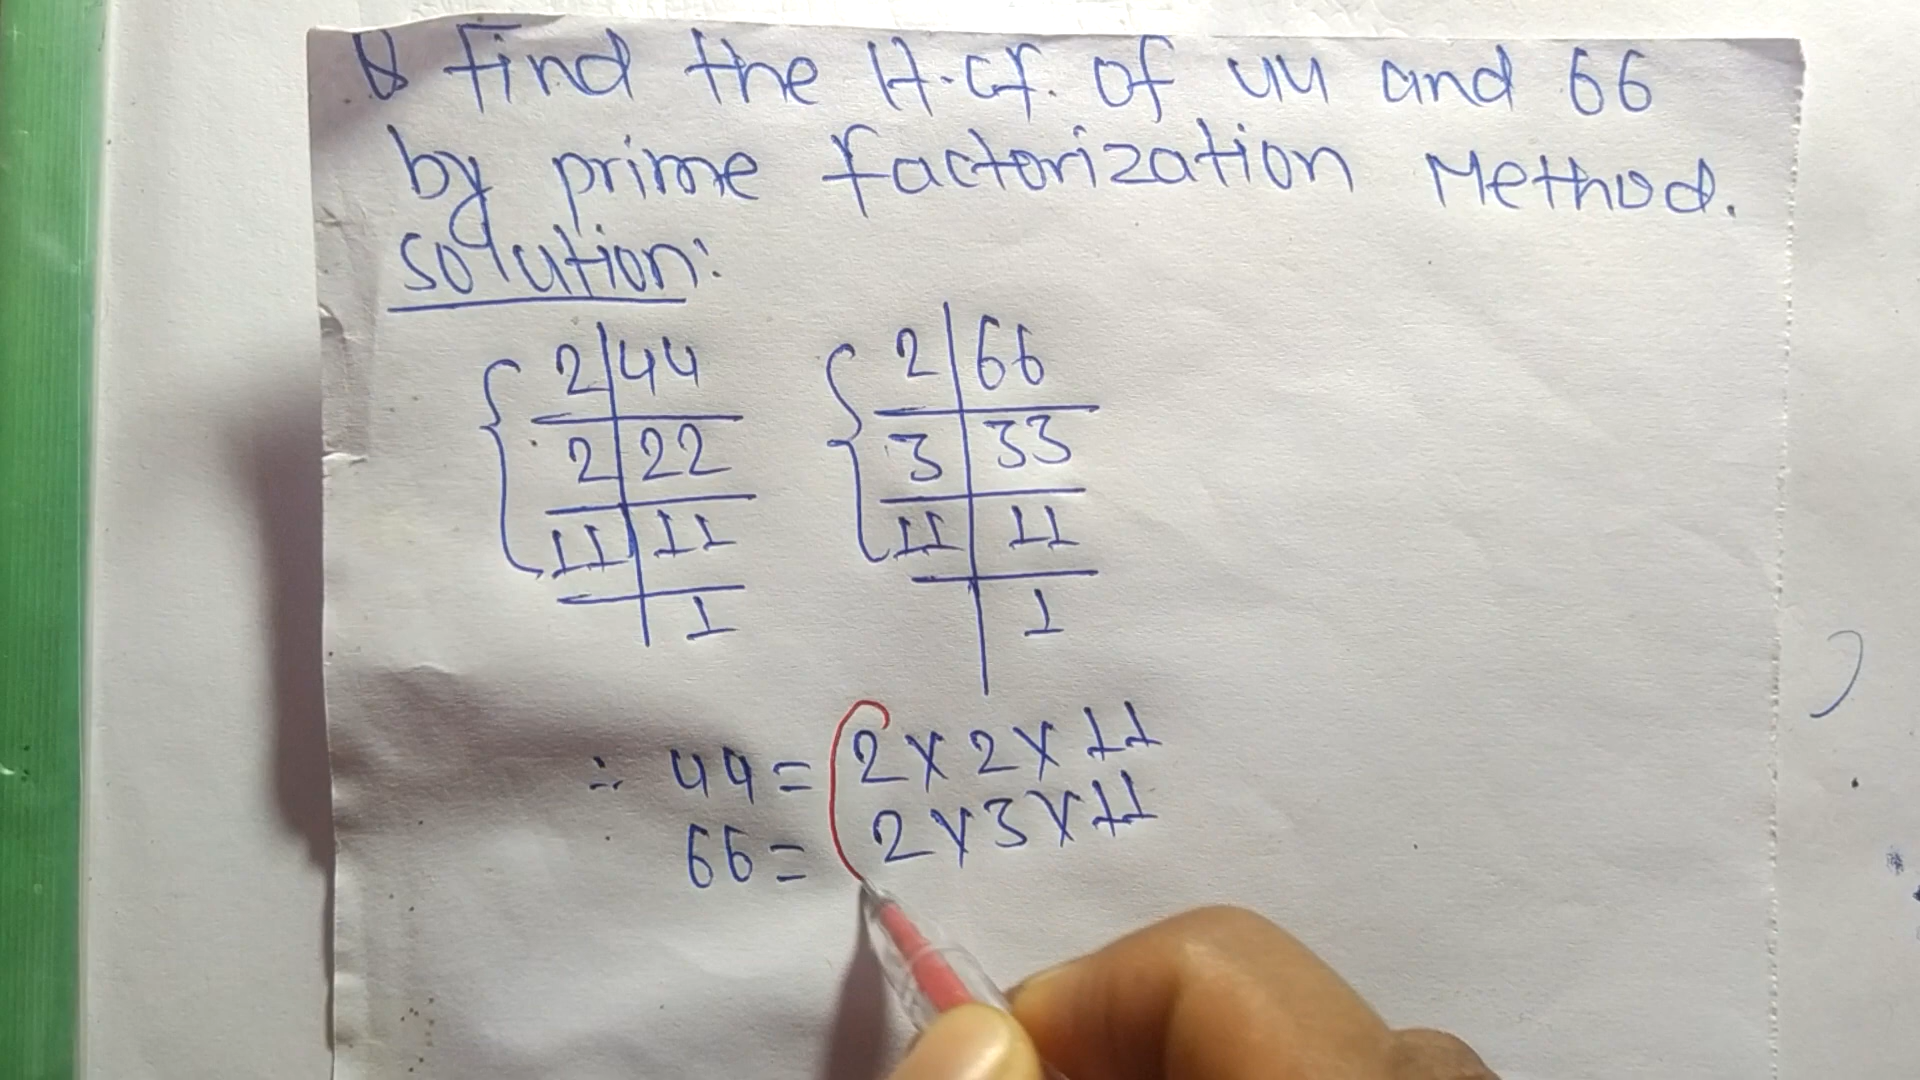 Q Find the H.C.F. of 44 and 66
by prime factorization Method.
solution:
2 44
2 22
11 11
1
2 66
3 33
11 11
1
∴ 44 = 2 × 2 × 11
66 = 2 × 3 × 11